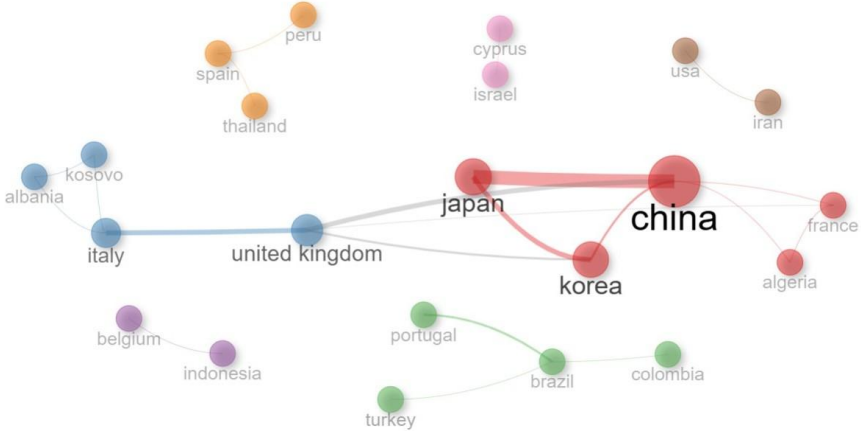 peru
cyprus
spain
usa
israel
thailand
iran
kosovo
albania
japan
china
france
italy
united kingdom
korea
algeria
belgium
portugal
indonesia
brazil
colombia
turkey